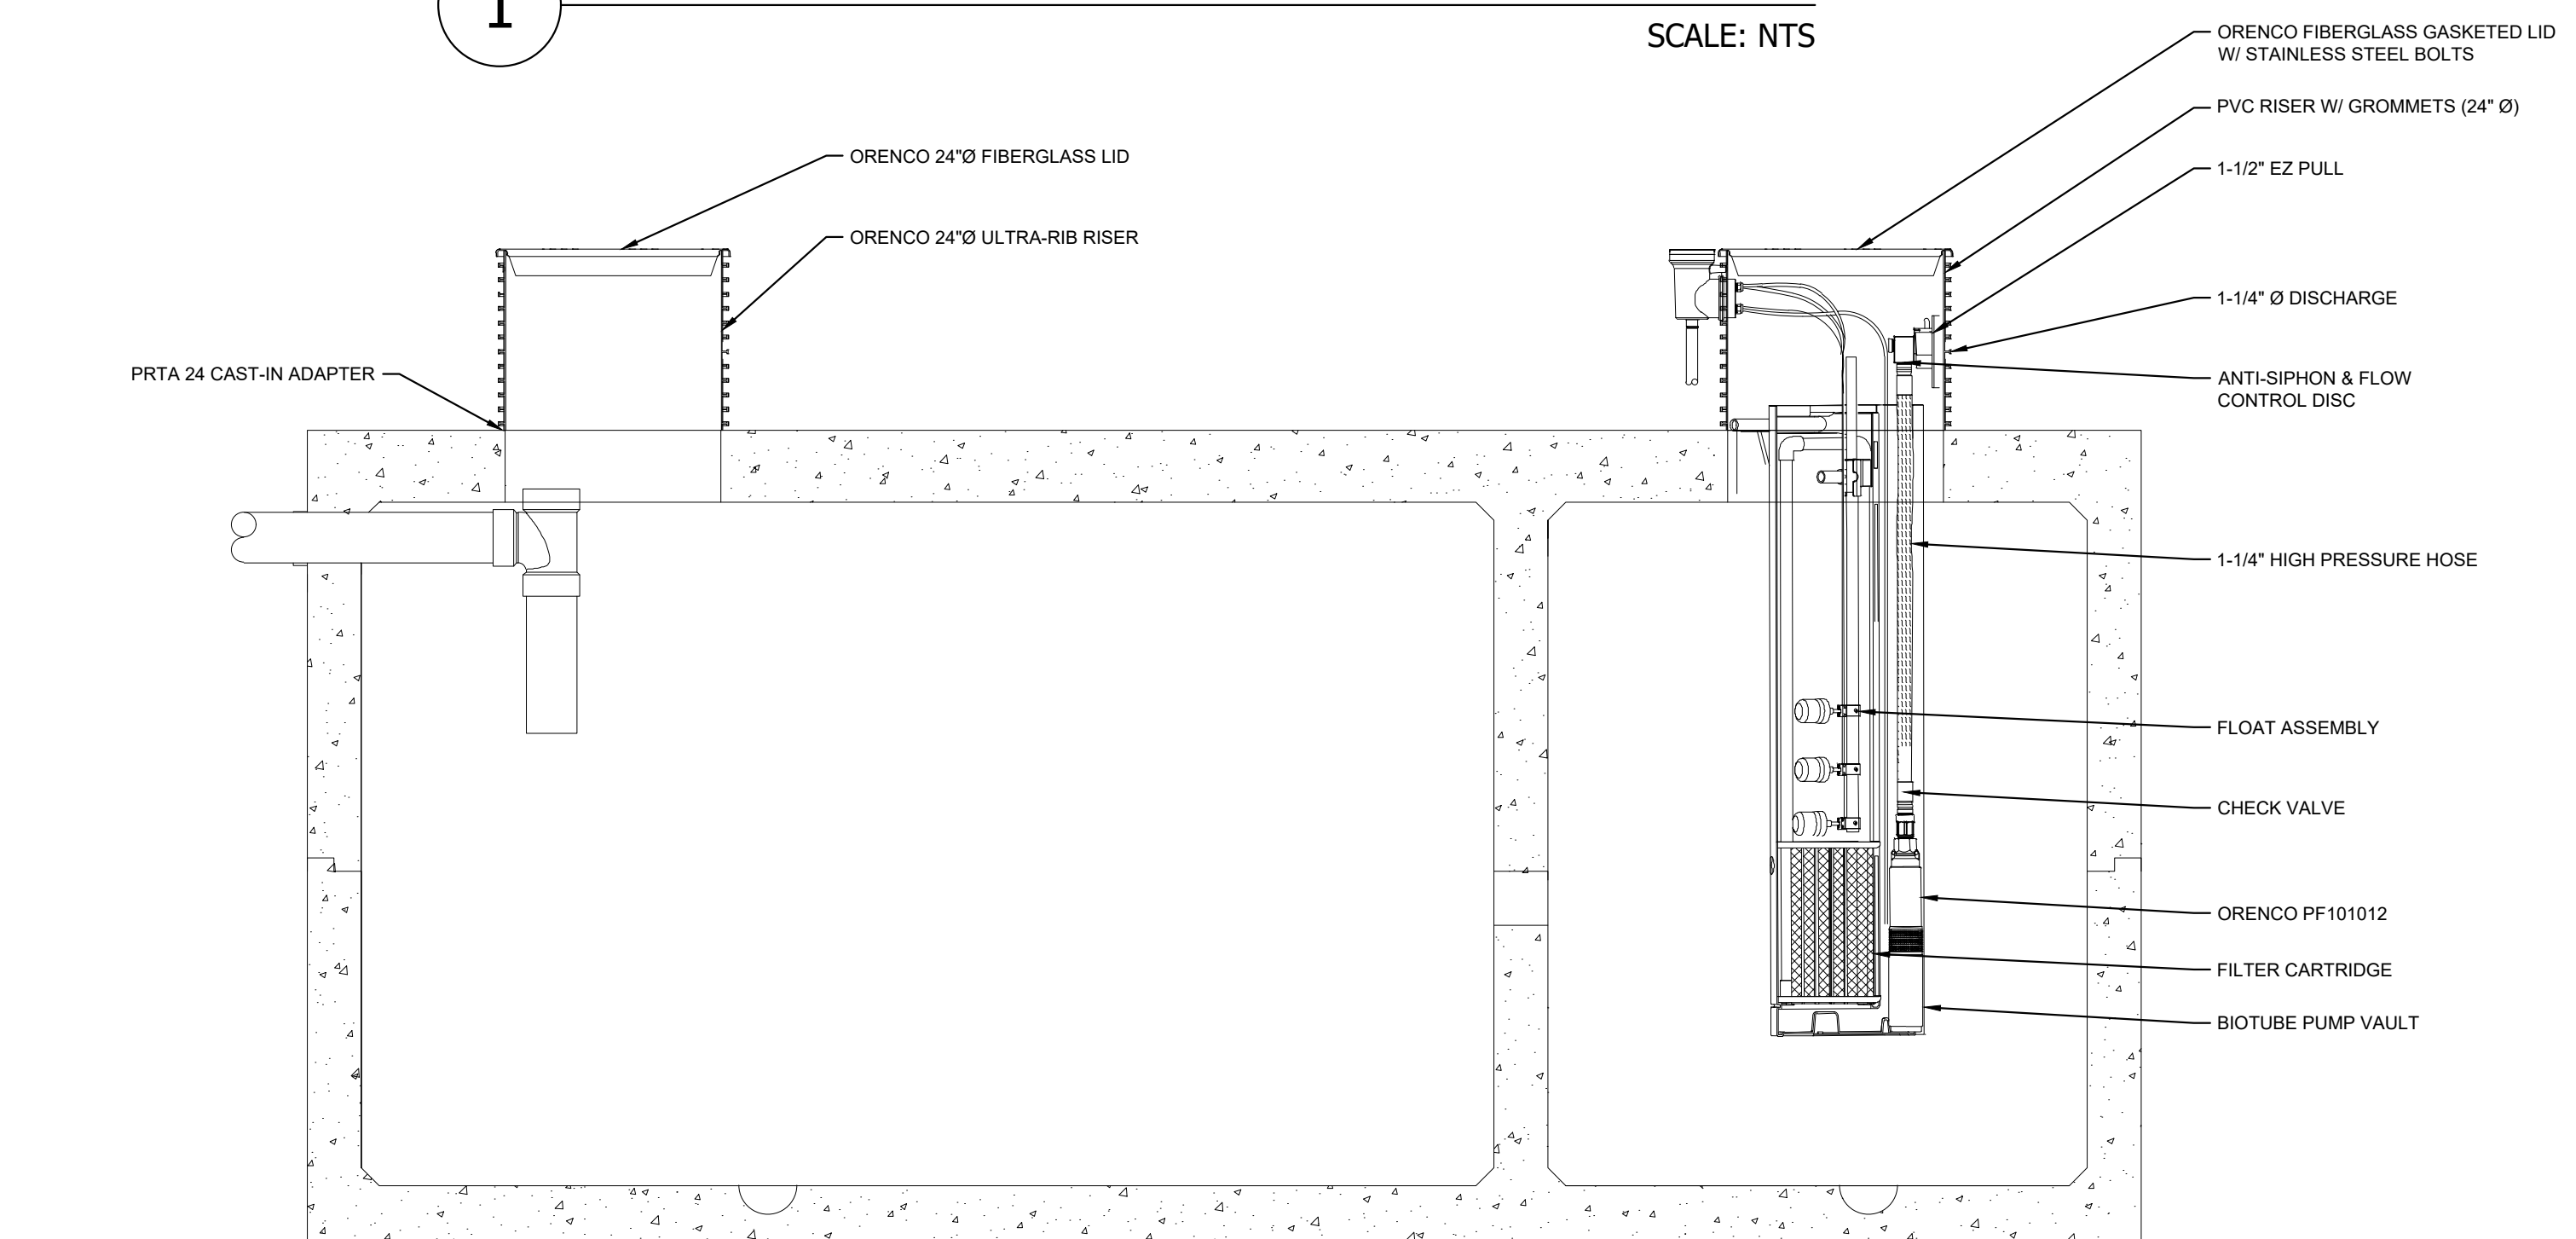 1
SCALE: NTS
ORENCO FIBERGLASS GASKETED LID
W/ STAINLESS STEEL BOLTS
PVC RISER W/ GROMMETS (24" Ø)
1-1/2" EZ PULL
ORENCO 24"Ø FIBERGLASS LID
ORENCO 24"Ø ULTRA-RIB RISER
1-1/4" Ø DISCHARGE
PRTA 24 CAST-IN ADAPTER
ANTI-SIPHON & FLOW
CONTROL DISC
1-1/4" HIGH PRESSURE HOSE
FLOAT ASSEMBLY
CHECK VALVE
ORENCO PF101012
FILTER CARTRIDGE
BIOTUBE PUMP VAULT